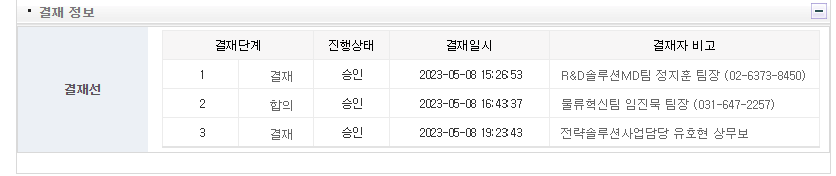 결재 정보
결재선
결재단계 진행상태 결재일시 결재자 비고
1 결재 승인 2023-05-08 15:26:53 R&D솔루션MD팀 정지훈 팀장 (02-6373-8450)
2 합의 승인 2023-05-08 16:43:37 물류혁신팀 임진묵 팀장 (031-647-2257)
3 결재 승인 2023-05-08 19:23:43 전략솔루션사업담당 유호현 상무보